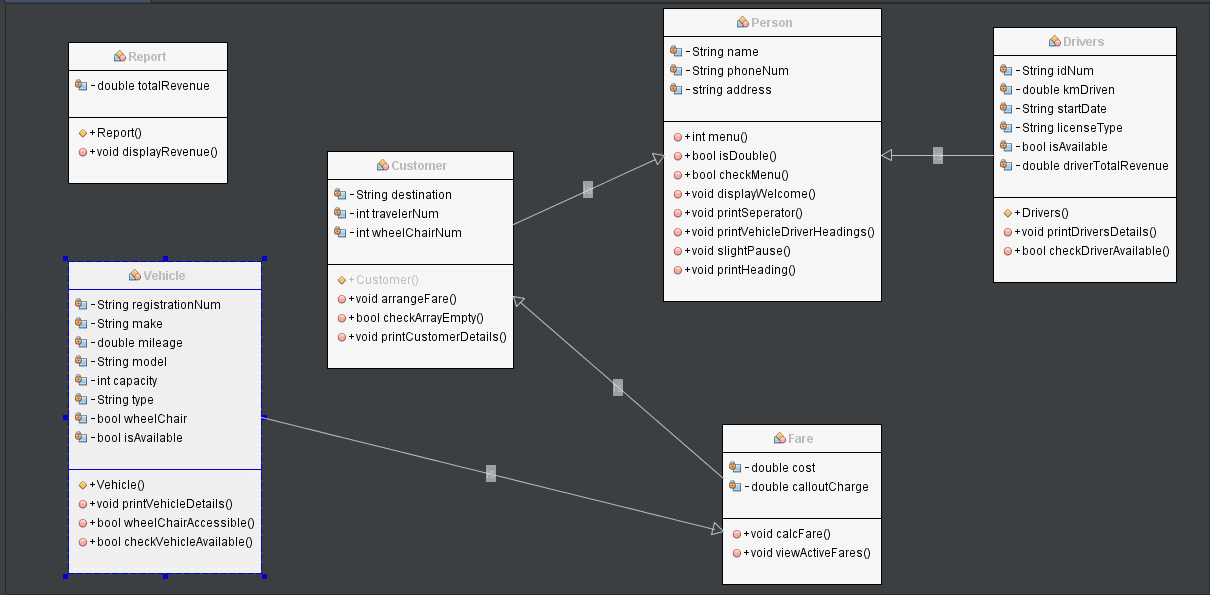 Report
- double totalRevenue
+ Report()
+ void displayRevenue()
Person
- String name
- String phoneNum
- string address
+ int menu()
+ bool isDouble()
+ bool checkMenu()
+ void displayWelcome()
+ void printSeperator()
+ void printVehicleDriverHeadings()
+ void slightPause()
+ void printHeading()
Drivers
- String idNum
- double kmDriven
- String startDate
- String licenseType
- bool isAvailable
- double driverTotalRevenue
+ Drivers()
+ void printDriversDetails()
+ bool checkDriverAvailable()
Customer
- String destination
- int travelerNum
- int wheelChairNum
+ Customer()
+ void arrangeFare()
+ bool checkArrayEmpty()
+ void printCustomerDetails()
Vehicle
- String registrationNum
- String make
- double mileage
- String model
- int capacity
- String type
- bool wheelChair
- bool isAvailable
+ Vehicle()
+ void printVehicleDetails()
+ bool wheelChairAccessible()
+ bool checkVehicleAvailable()
Fare
- double cost
- double calloutCharge
+ void calcFare()
+ void viewActiveFares()